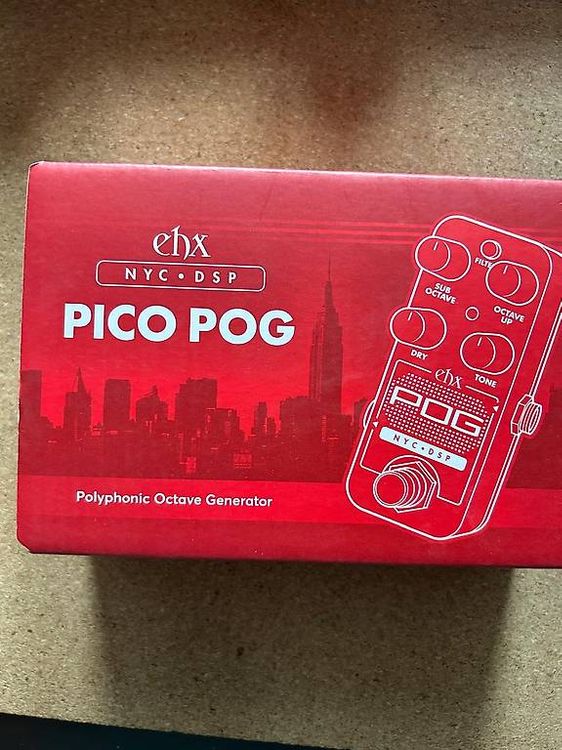 ehx
NYC • DSP
PICO POG
Polyphonic Octave Generator
FILTER
SUB
OCTAVE
OCTAVE
UP
DRY
TONE
ehx
POG
NYC • DSP